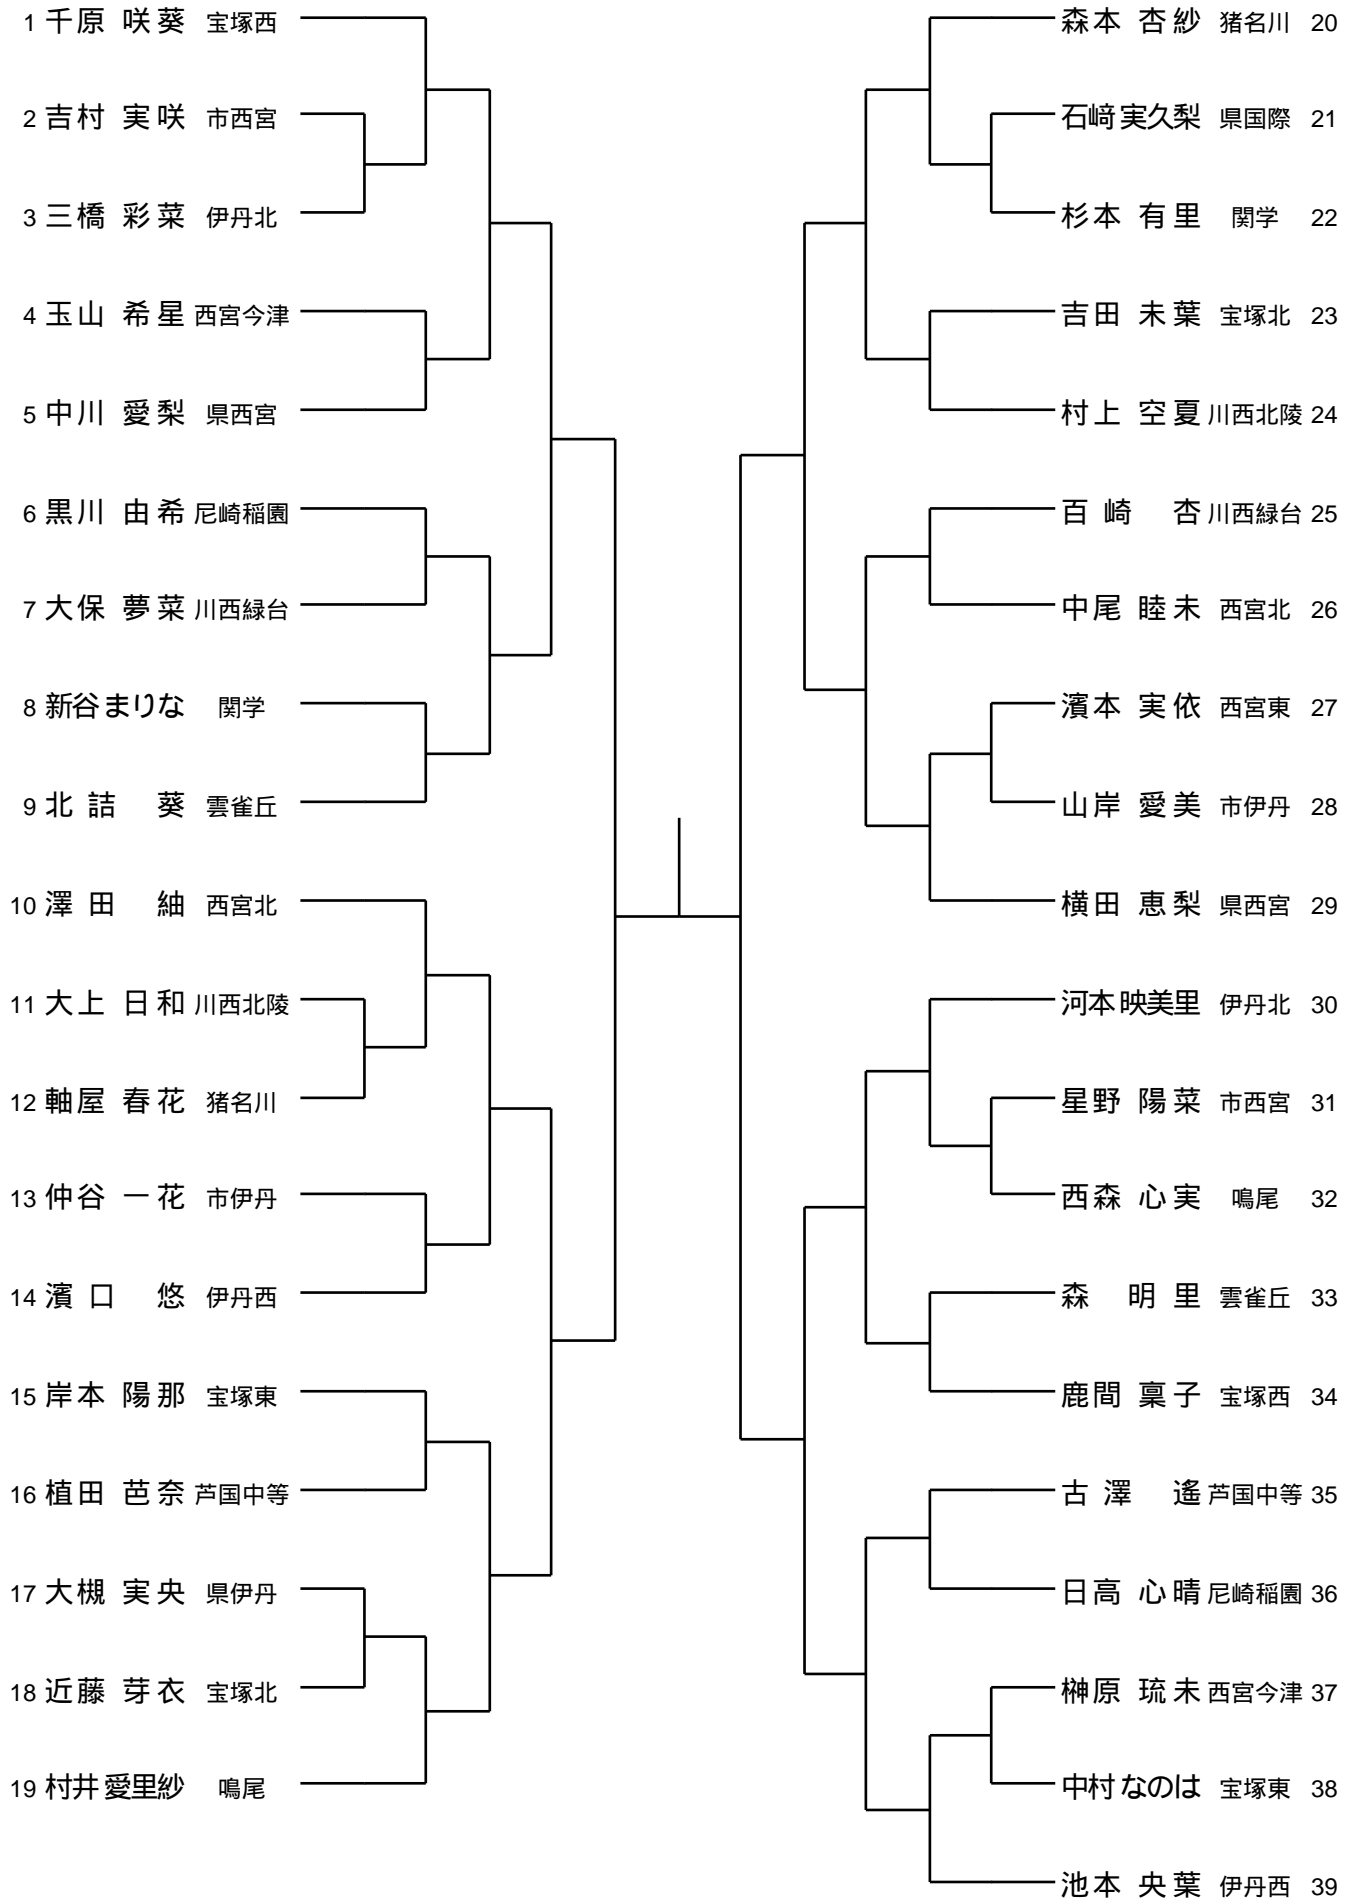 1 千原 咲葵 宝塚西
2 吉村 実咲 市西宮
3 三橋 彩菜 伊丹北
4 玉山 希星 西宮今津
5 中川 愛梨 県西宮
6 黒川 由希 尼崎稲園
7 大保 夢菜 川西緑台
8 新谷 まりな 関学
9 北詰 葵 雲雀丘
10 澤田 紬 西宮北
11 大上 日和 川西北陵
12 軸屋 春花 猪名川
13 仲谷 一花 市伊丹
14 濱口 悠 伊丹西
15 岸本 陽那 宝塚東
16 植田 芭奈 芦国中等
17 大槻 実央 県伊丹
18 近藤 芽衣 宝塚北
19 村井 愛里紗 鳴尾
森本 杏紗 猪名川 20
石﨑 実久梨 県国際 21
杉本 有里 関学 22
吉田 未葉 宝塚北 23
村上 空夏 川西北陵 24
百崎 杏 川西緑台 25
中尾 睦未 西宮北 26
濱本 実依 西宮東 27
山岸 愛美 市伊丹 28
横田 恵梨 県西宮 29
河本 映美里 伊丹北 30
星野 陽菜 市西宮 31
西森 心実 鳴尾 32
森 明里 雲雀丘 33
鹿間 稟子 宝塚西 34
古澤 遙 芦国中等 35
日高 心晴 尼崎稲園 36
榊原 琉未 西宮今津 37
中村 なのは 宝塚東 38
池本 央葉 伊丹西 39